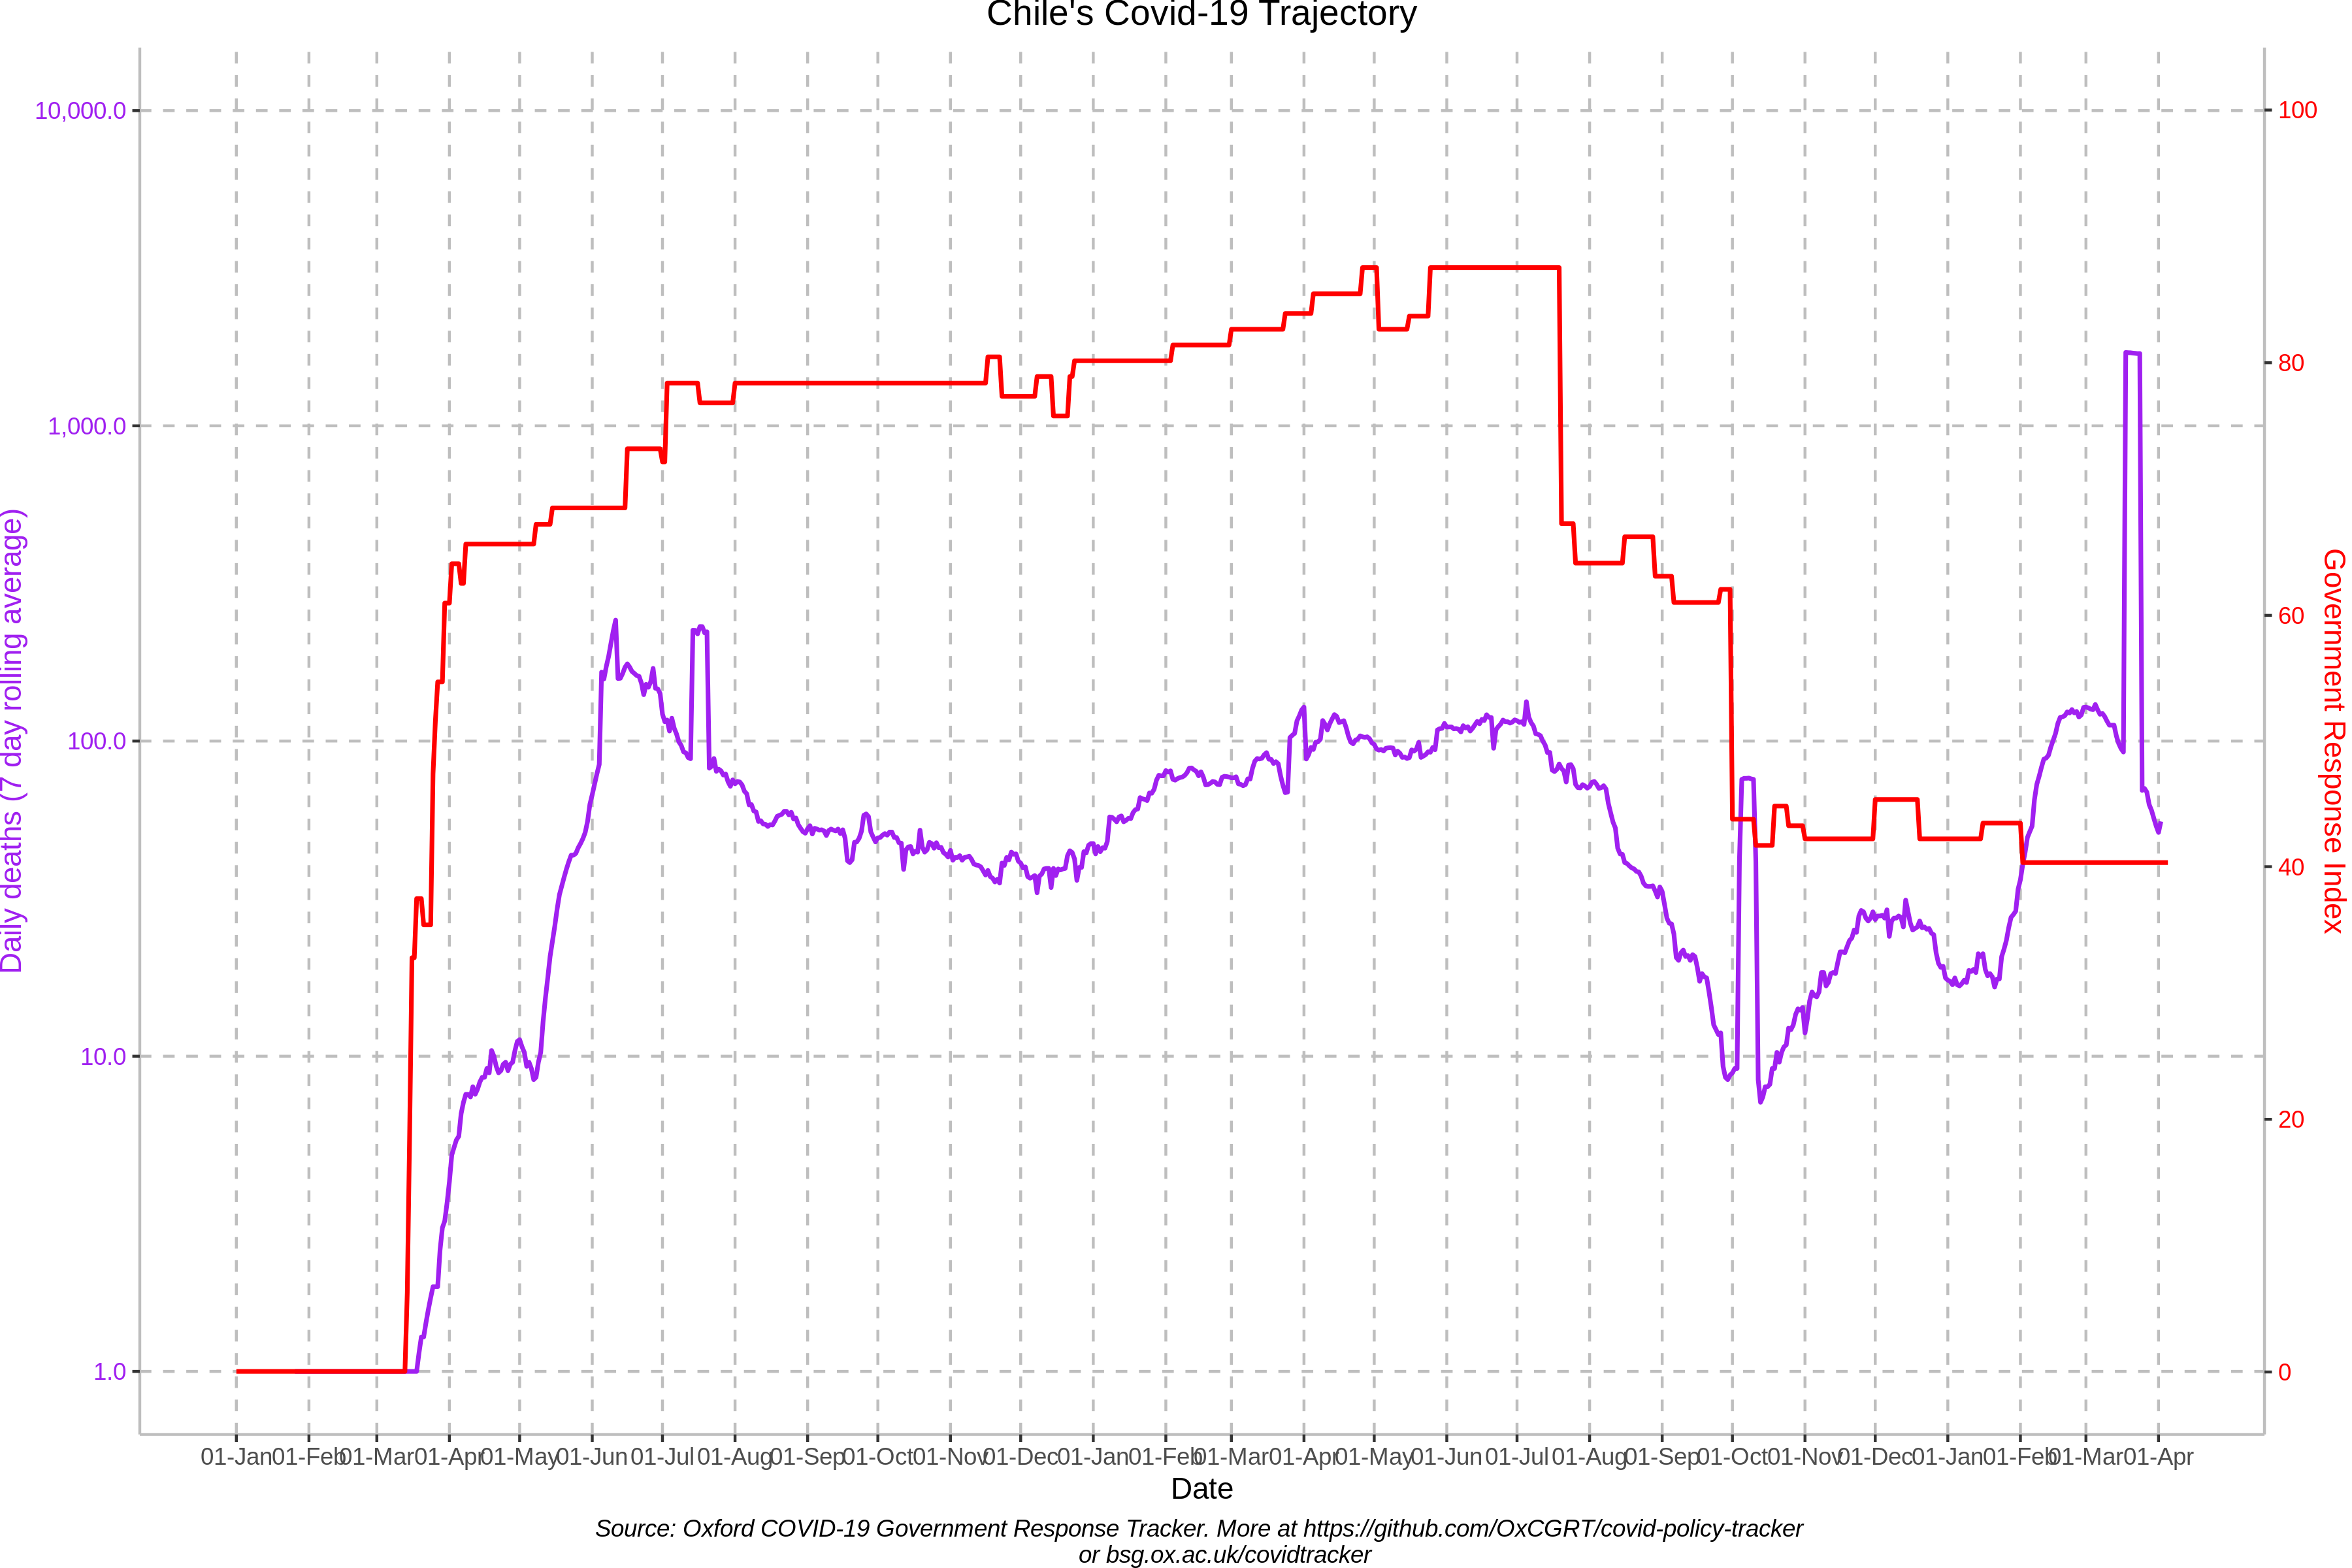 Chile's Covid-19 Trajectory
10,000.0
1,000.0
100.0
10.0
1.0
Daily deaths (7 day rolling average)
100
80
60
40
20
0
Government Response Index
01-Jan 01-Feb 01-Mar 01-Apr 01-May 01-Jun 01-Jul 01-Aug 01-Sep 01-Oct 01-Nov 01-Dec 01-Jan 01-Feb 01-Mar 01-Apr 01-May 01-Jun 01-Jul 01-Aug 01-Sep 01-Oct 01-Nov 01-Dec 01-Jan 01-Feb 01-Mar 01-Apr
Date
Source: Oxford COVID-19 Government Response Tracker. More at https://github.com/OxCGRT/covid-policy-tracker
or bsg.ox.ac.uk/covidtracker